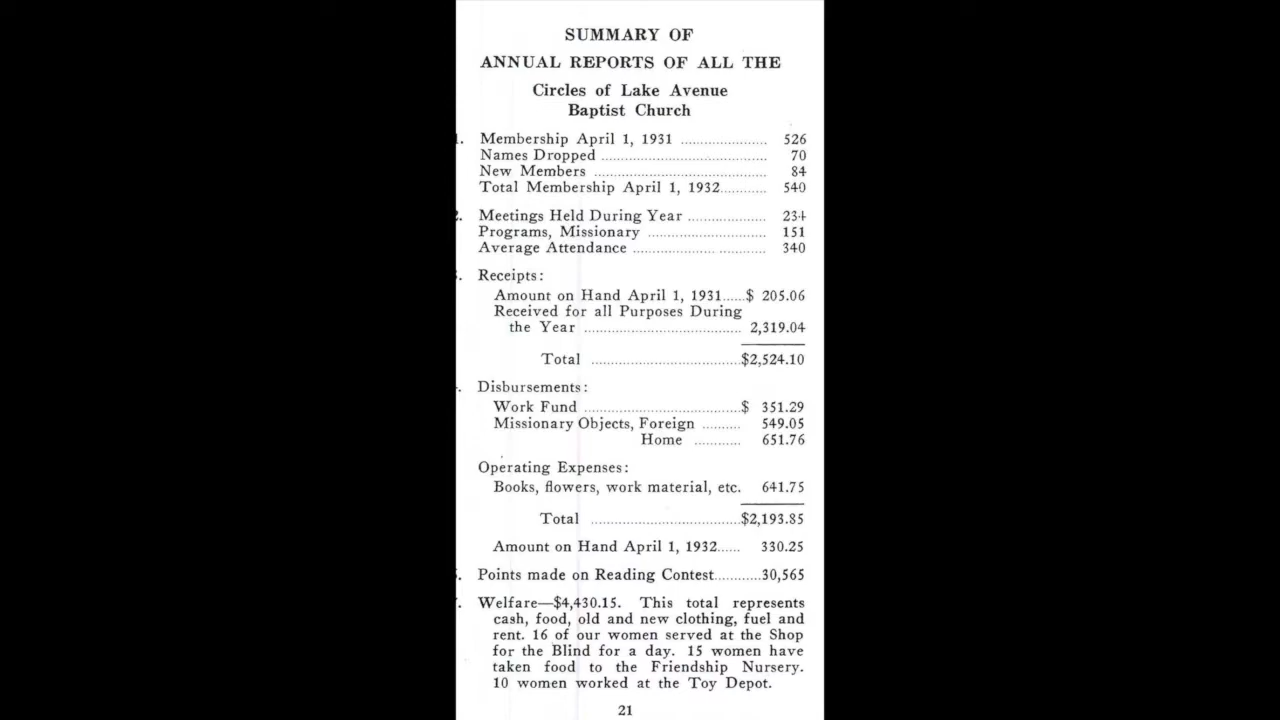 SUMMARY OF
ANNUAL REPORTS OF ALL THE
Circles of Lake Avenue
Baptist Church
1. Membership April 1, 1931 ..................... 526
Names Dropped ......................................... 70
New Members ........................................... 84
Total Membership April 1, 1932........... 540
2. Meetings Held During Year .................. 234
Programs, Missionary ............................. 151
Average Attendance ................................ 340
. Receipts:
Amount on Hand April 1, 1931......$ 205.06
Received for all Purposes During
the Year ...................................... 2,319.04
Total ....................................$2,524.10
. Disbursements:
Work Fund .......................................$ 351.29
Missionary Objects, Foreign .......... 549.05
Home ............ 651.76
Operating Expenses:
Books, flowers, work material, etc. 641.75
Total ....................................$2,193.85
Amount on Hand April 1, 1932...... 330.25
. Points made on Reading Contest............30,565
. Welfare—$4,430.15. This total represents
cash, food, old and new clothing, fuel and
rent. 16 of our women served at the Shop
for the Blind for a day. 15 women have
taken food to the Friendship Nursery.
10 women worked at the Toy Depot.
21